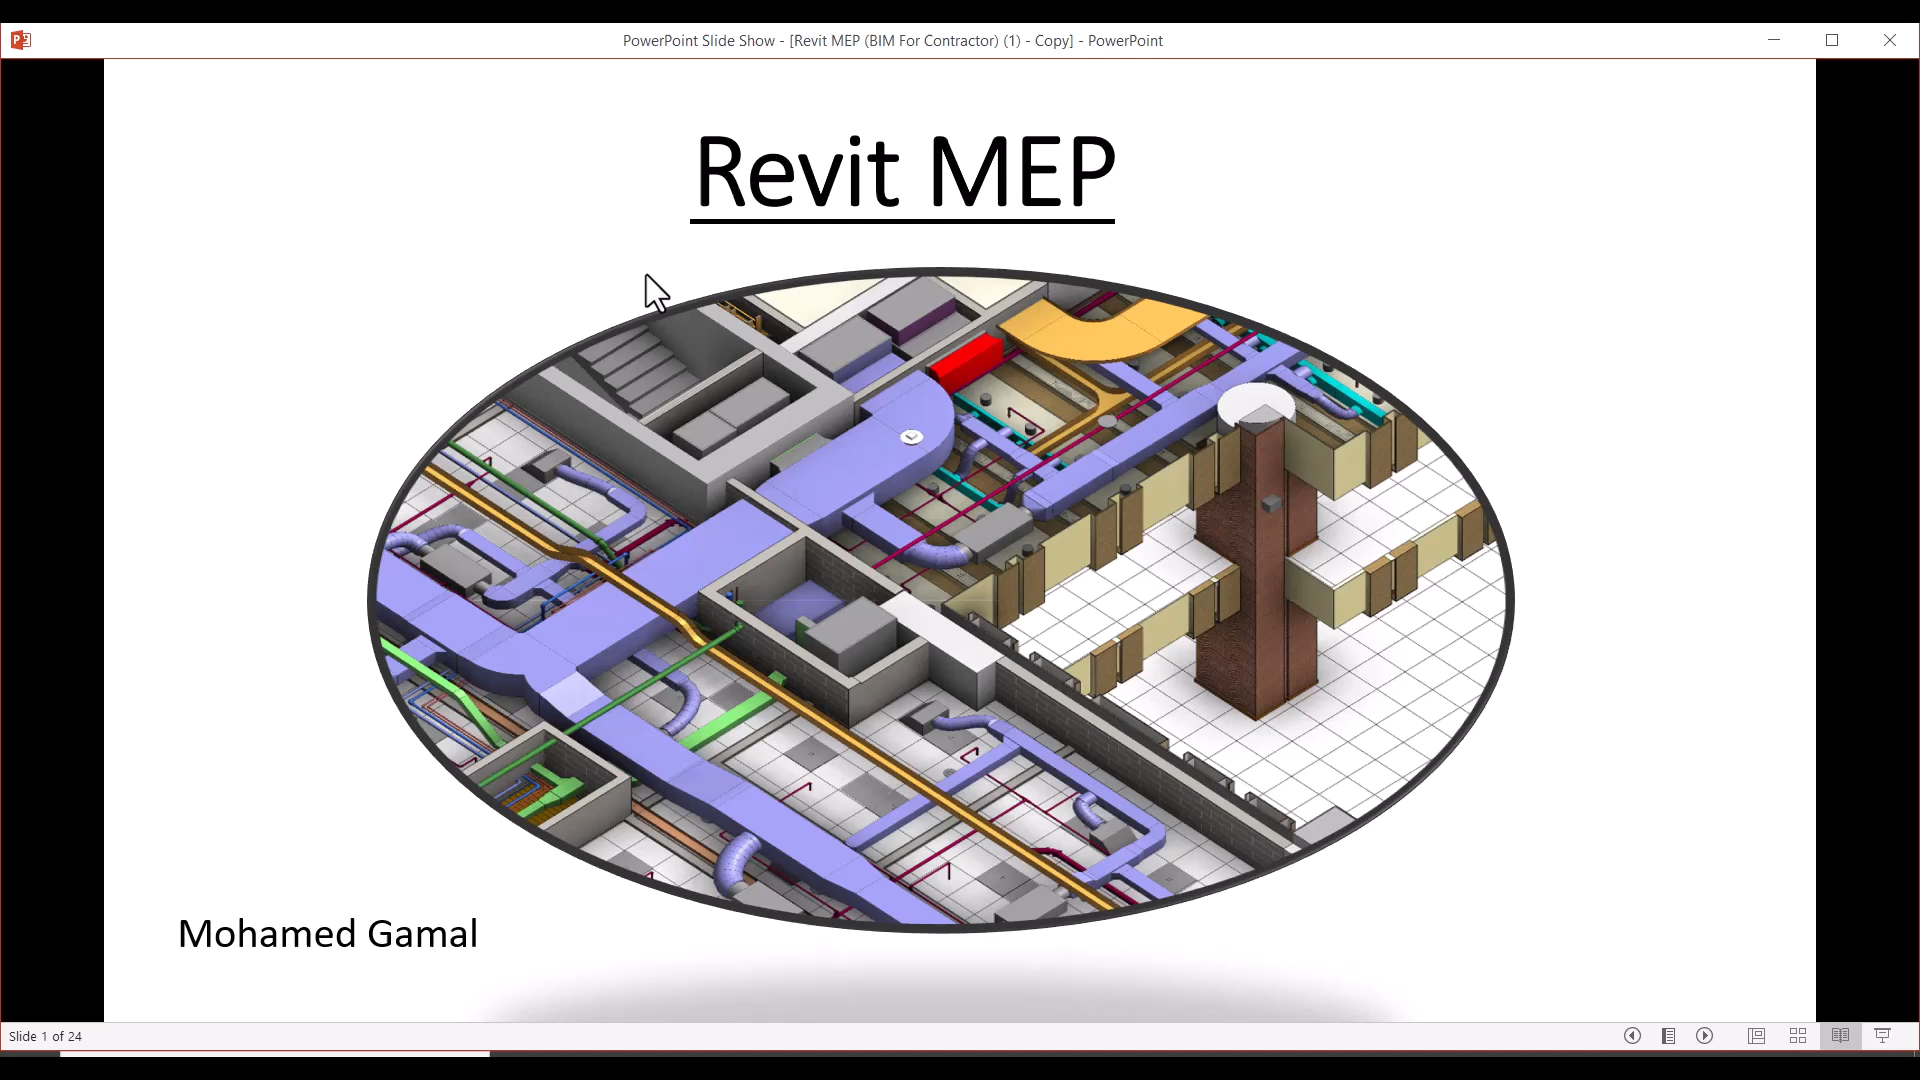 PowerPoint Slide Show - [Revit MEP (BIM For Contractor) (1) - Copy] - PowerPoint
Revit MEP
Mohamed Gamal
Slide 1 of 24